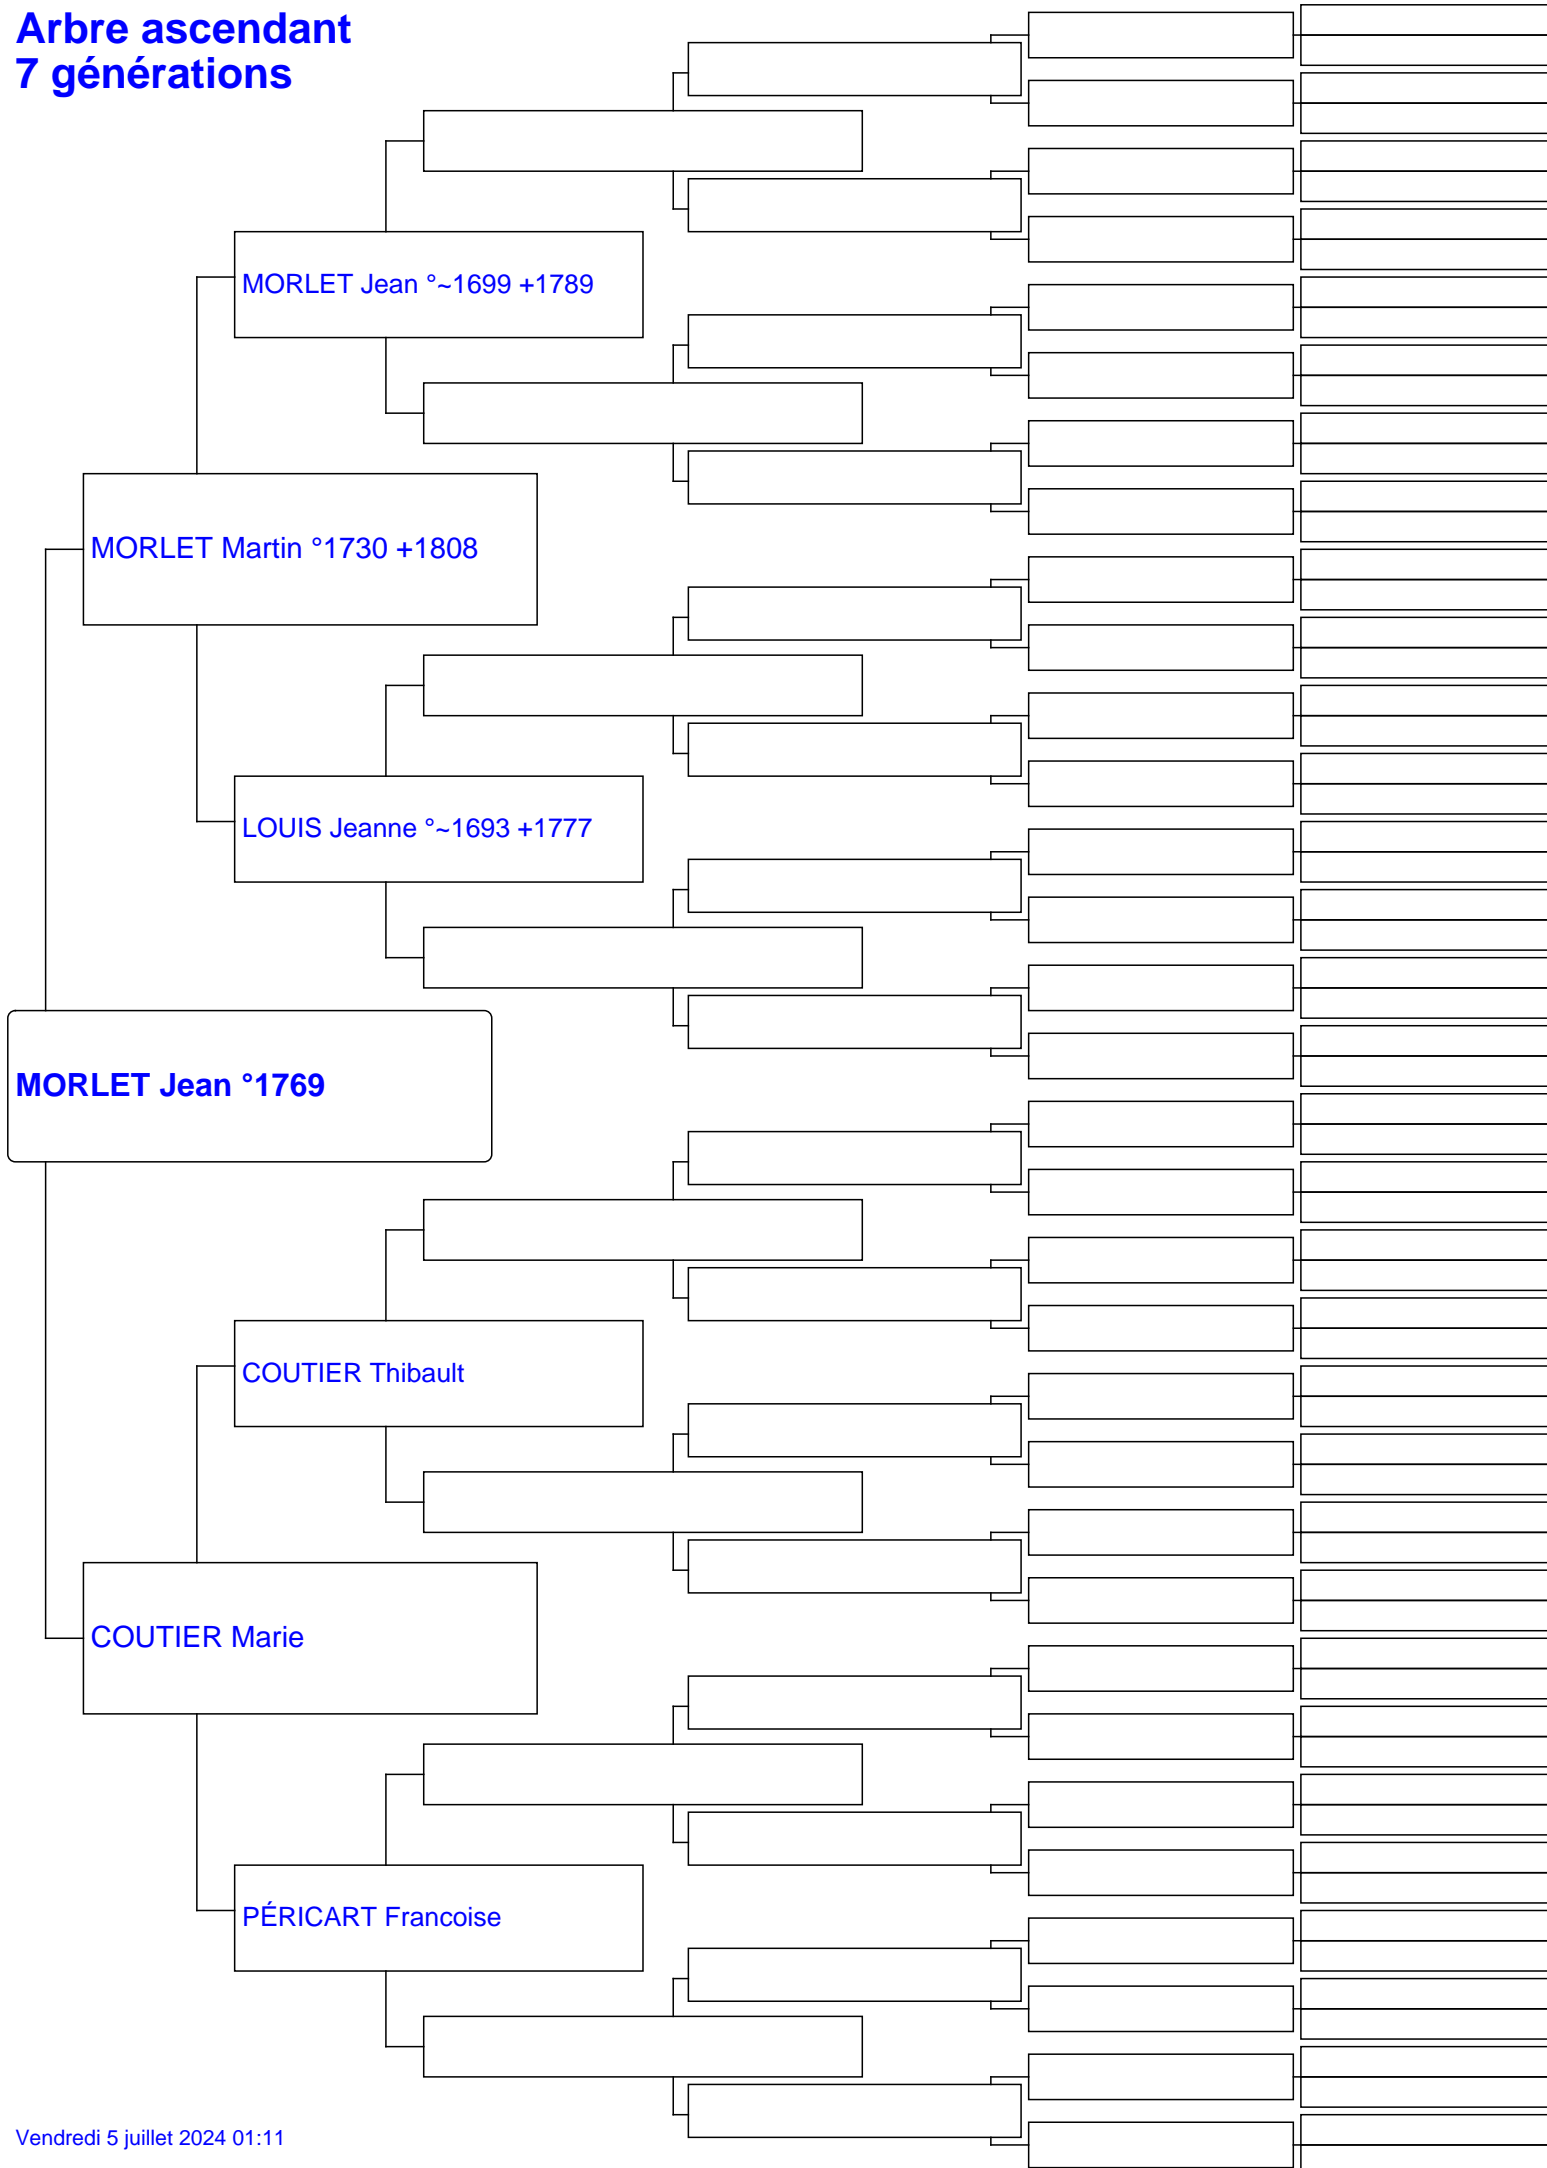 Arbre ascendant
7 générations
MORLET Jean °~1699 +1789
MORLET Martin °1730 +1808
LOUIS Jeanne °~1693 +1777
MORLET Jean °1769
COUTIER Thibault
COUTIER Marie
PÉRICART Francoise
Vendredi 5 juillet 2024 01:11